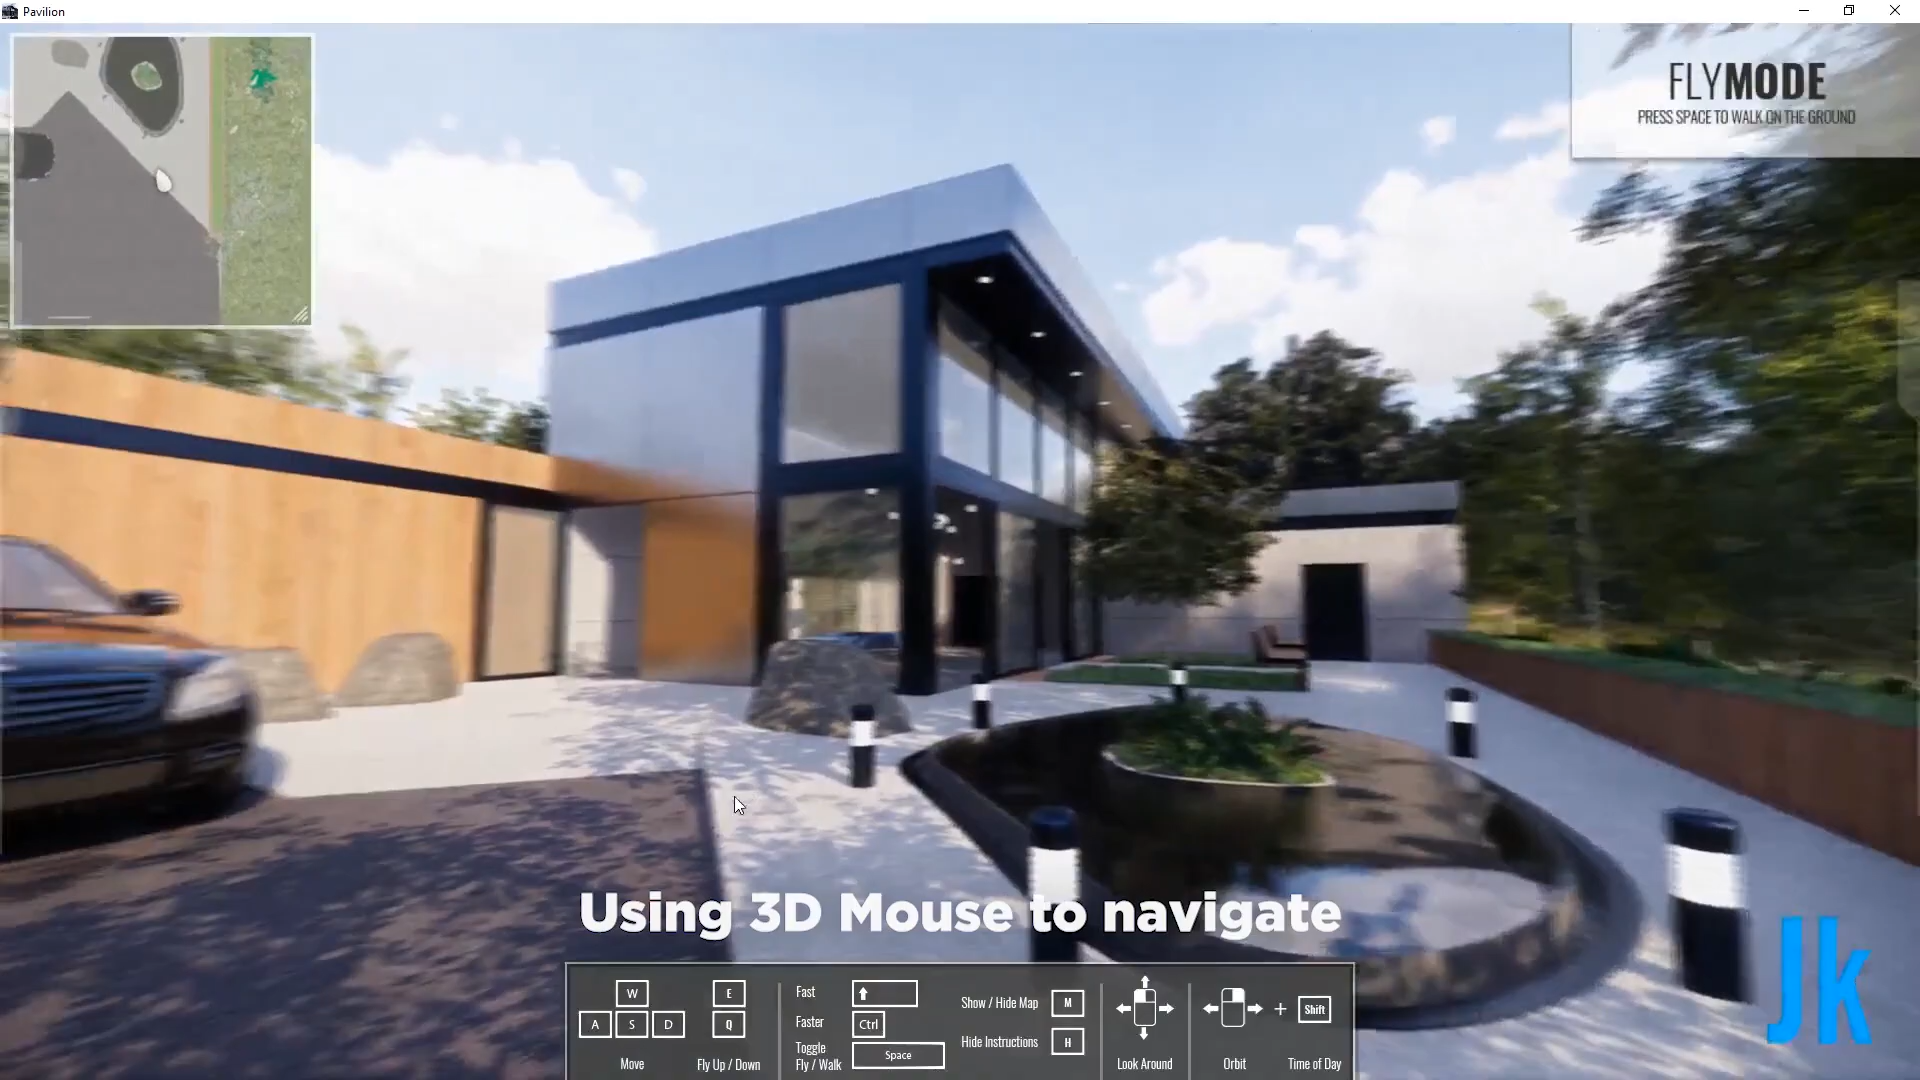 Pavilion
FLYMODE
PRESS SPACE TO WALK ON THE GROUND
Using 3D Mouse to navigate
W
A S D
Move
E
Q
Fly Up / Down
Fast
Faster Ctrl
Toggle
Fly / Walk Space
Show / Hide Map M
Hide Instructions H
Look Around
+ Shift
Orbit
Time of Day
Jk